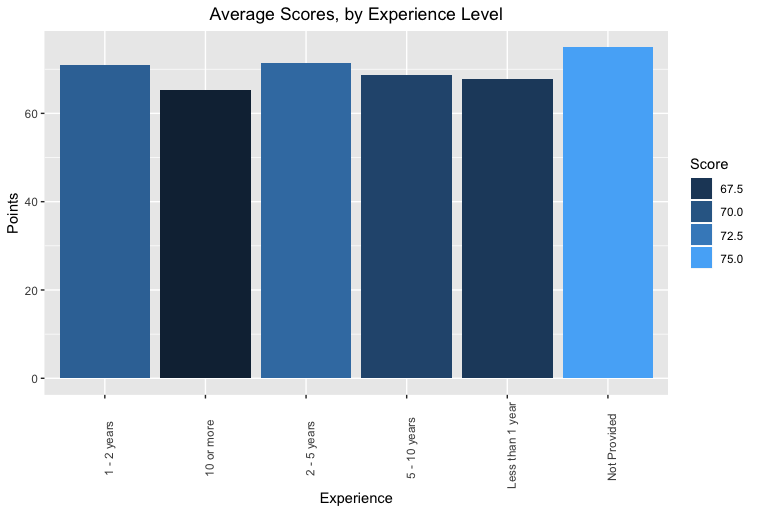 Average Scores, by Experience Level
Points
60
40
20
0
1 - 2 years
10 or more
2 - 5 years
5 - 10 years
Less than 1 year
Not Provided
Experience
Score
67.5
70.0
72.5
75.0